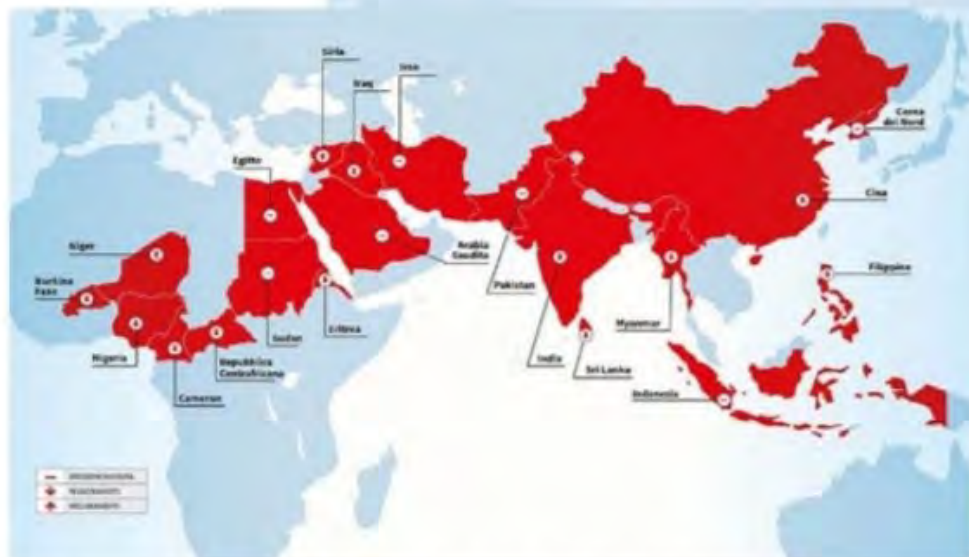 Siria
Iran
Iraq
Corea
del Nord
Egitto
Cina
Niger
Arabia
Saudita
Burkina
Faso
Filippine
Pakistan
Eritrea
Myanmar
Sudan
Nigeria
Repubblica
Centrafricana
India
Sri Lanka
Camerun
Indonesia